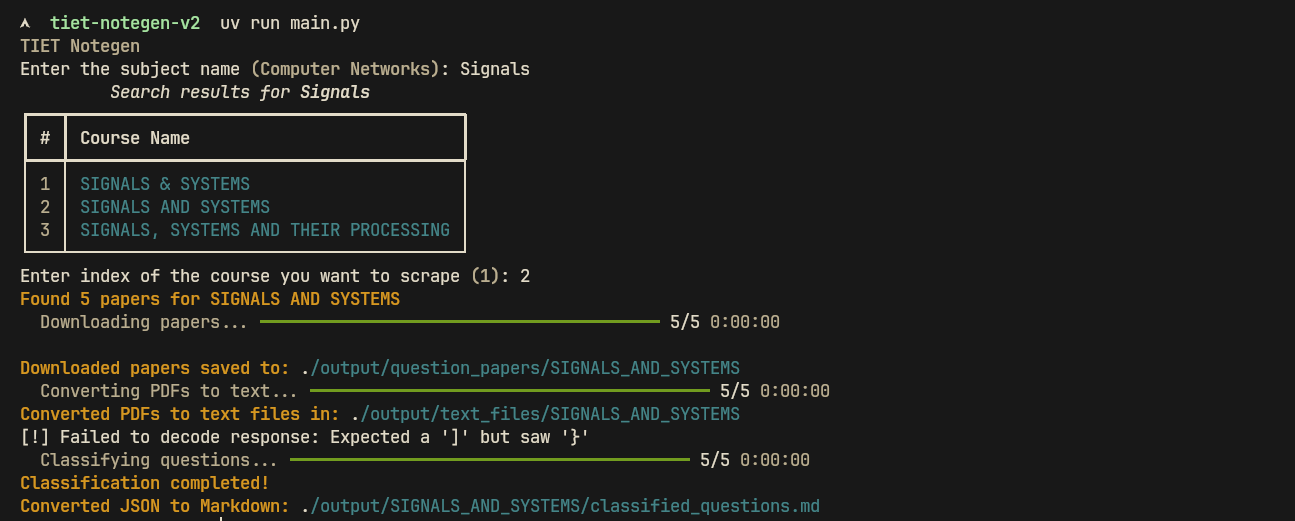 tiet-notegen-v2 uv run main.py
TIET Notegen
Enter the subject name (Computer Networks): Signals
Search results for Signals
# Course Name
1 SIGNALS & SYSTEMS
2 SIGNALS AND SYSTEMS
3 SIGNALS, SYSTEMS AND THEIR PROCESSING
Enter index of the course you want to scrape (1): 2
Found 5 papers for SIGNALS AND SYSTEMS
Downloading papers... 5/5 0:00:00
Downloaded papers saved to: ./output/question_papers/SIGNALS_AND_SYSTEMS
Converting PDFs to text... 5/5 0:00:00
Converted PDFs to text files in: ./output/text_files/SIGNALS_AND_SYSTEMS
[!] Failed to decode response: Expected a ']' but saw '}'
Classifying questions... 5/5 0:00:00
Classification completed!
Converted JSON to Markdown: ./output/SIGNALS_AND_SYSTEMS/classified_questions.md